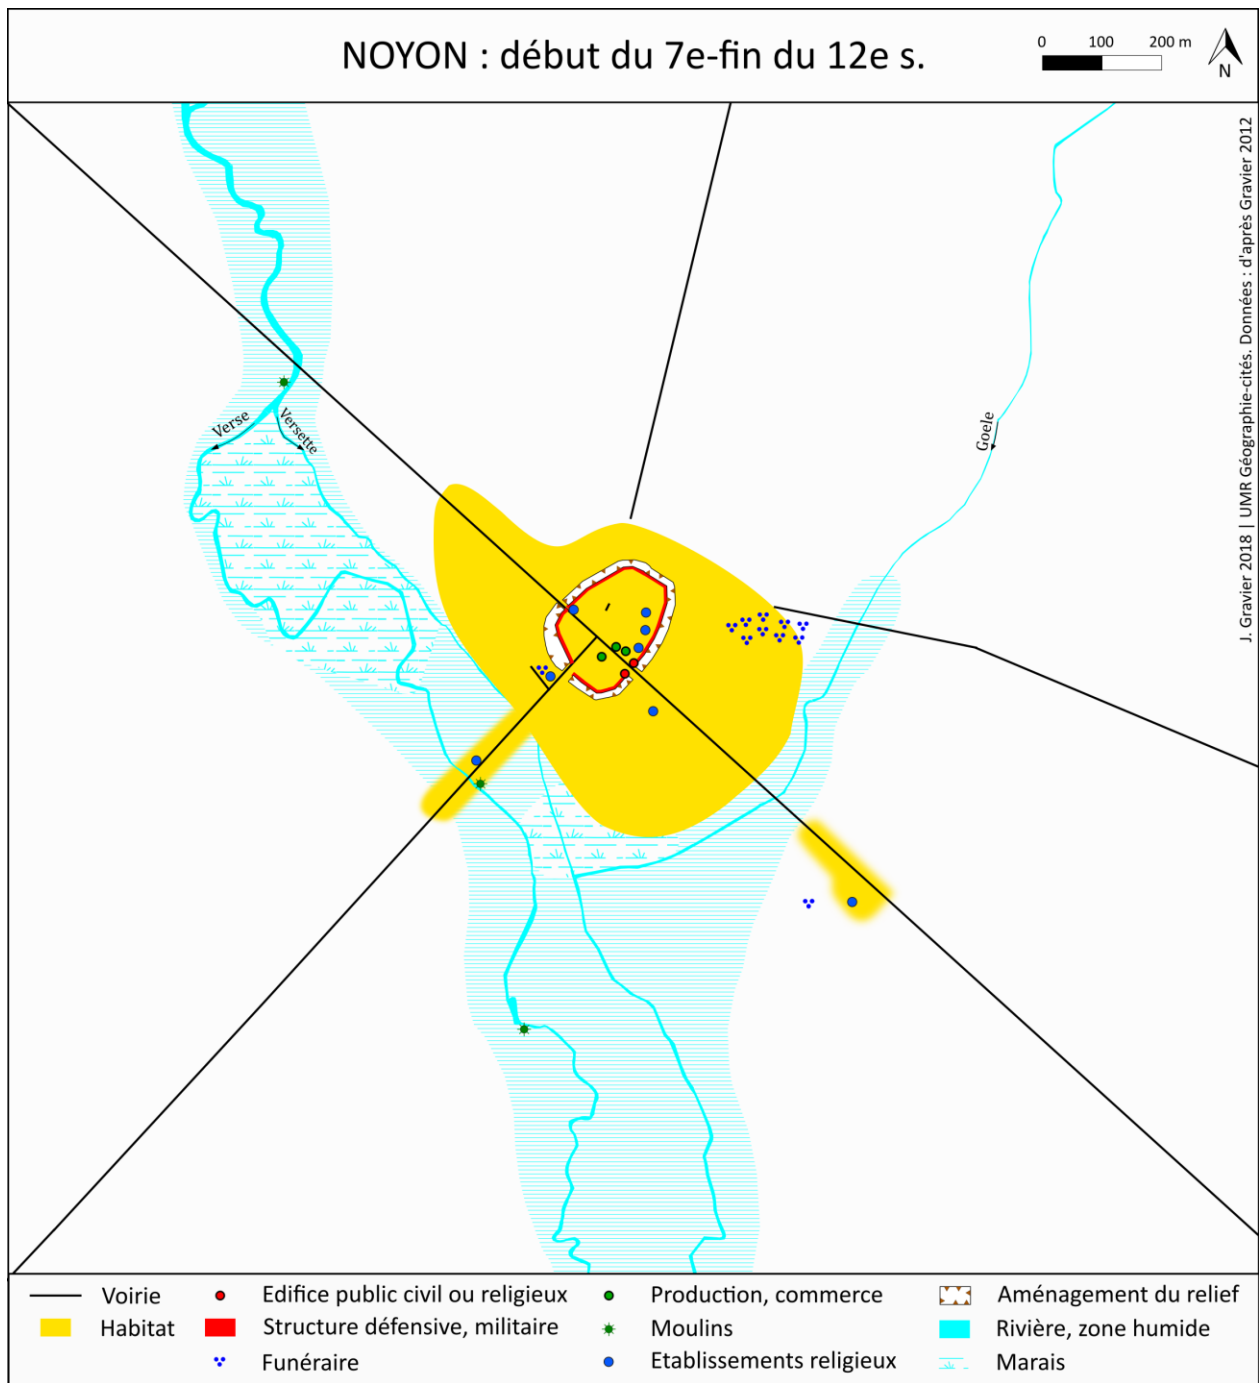 NOYON : début du 7e-fin du 12e s.
0 100 200 m
N
J. Gravier 2018 | UMR Géographie-cités. Données : d'après Gravier 2012
Verse
Versette
Goele
Voirie
Edifice public civil ou religieux
Production, commerce
Aménagement du relief
Habitat
Structure défensive, militaire
Moulins
Rivière, zone humide
Funéraire
Etablissements religieux
Marais